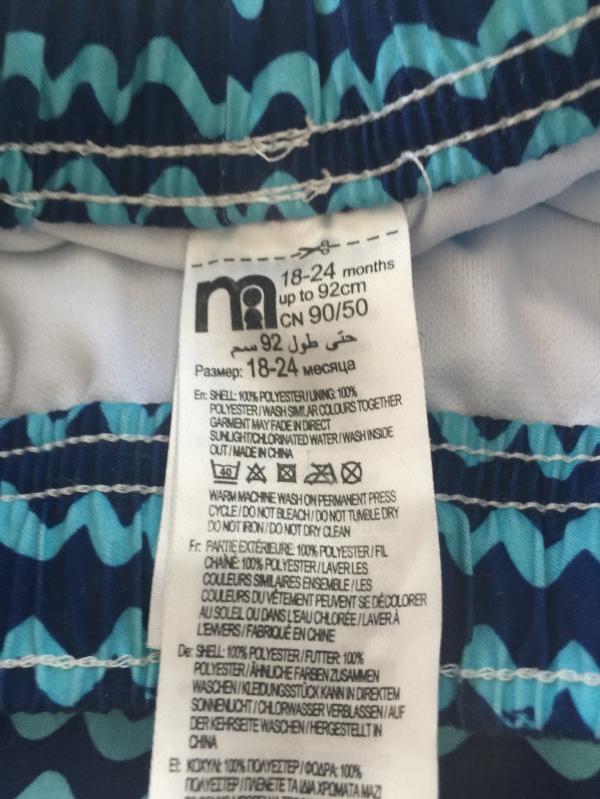 18-24 months
up to 92cm
CN 90/50
حتى طول 92 سم
Размер: 18-24 месяца
En: SHELL: 100% POLYESTER / LINING: 100%
POLYESTER / WASH SIMILAR COLOURS TOGETHER
GARMENT MAY FADE IN DIRECT
SUNLIGHT/CHLORINATED WATER / WASH INSIDE
OUT / MADE IN CHINA
40
WARM MACHINE WASH ON PERMANENT PRESS
CYCLE / DO NOT BLEACH / DO NOT TUMBLE DRY
DO NOT IRON / DO NOT DRY CLEAN
Fr: PARTIE EXTÉRIEURE: 100% POLYESTER / FIL
CHAÎNE: 100% POLYESTER / LAVER LES
COULEURS SIMILAIRES ENSEMBLE / LES
COULEURS DU VÊTEMENT PEUVENT SE DÉCOLORER
AU SOLEIL OU DANS L'EAU CHLORÉE / LAVER À
L'ENVERS / FABRIQUÉ EN CHINE
De: SHELL: 100% POLYESTER / FUTTER: 100%
POLYESTER / ÄHNLICHE FARBEN ZUSAMMEN
WASCHEN / KLEIDUNGSSTÜCK KANN IN DIREKTEM
SONNENLICHT / CHLORWASSER VERBLASSEN / AUF
DER KEHRSEITE WASCHEN / HERGESTELLT IN
CHINA
El: ΚΟΧΥΛΙ: 100% ΠΟΛΥΕΣΤΕΡ / ΦΟΔΡΑ: 100%
ΠΟΛΥΕΣΤΕΡ / ΠΛΕΝΕΤΕ ΤΑ ΙΔΙΑ ΧΡΩΜΑΤΑ ΜΑΖΙ